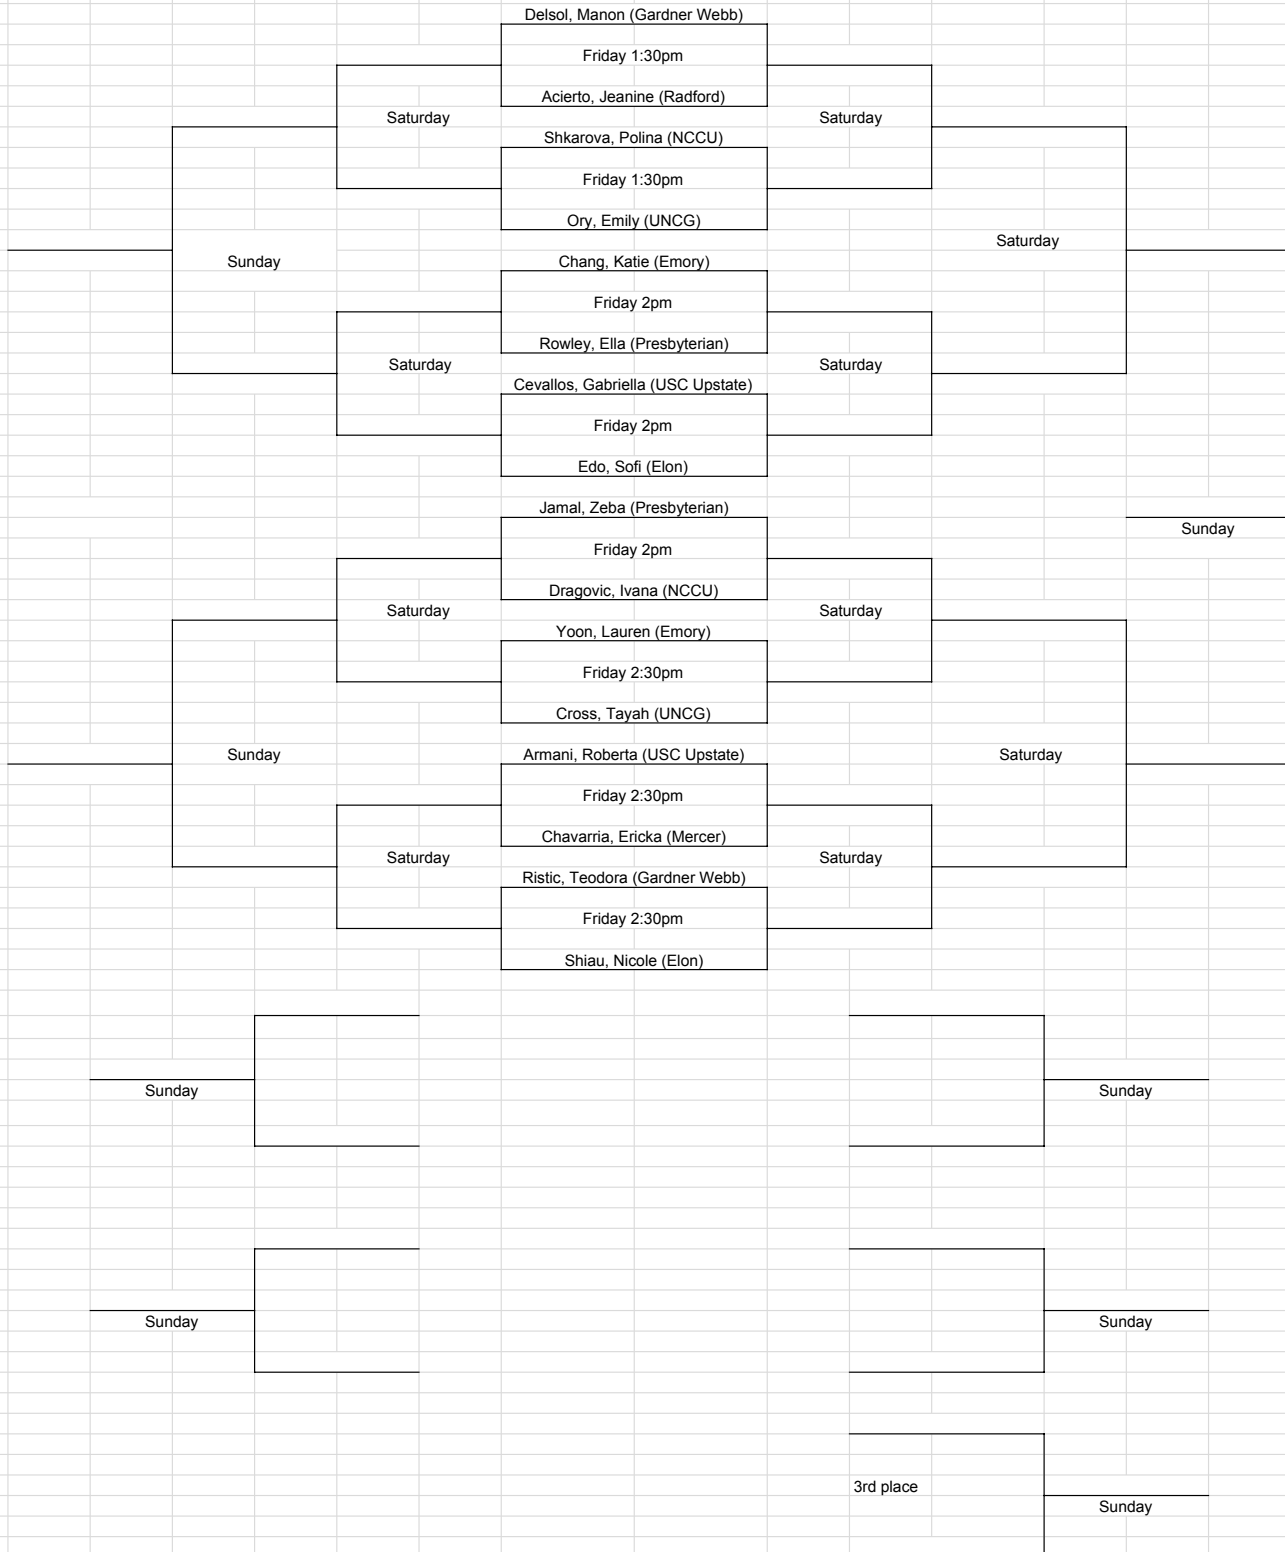 Delsol, Manon (Gardner Webb)
Friday 1:30pm
Acierto, Jeanine (Radford)
Saturday
Saturday
Shkarova, Polina (NCCU)
Friday 1:30pm
Ory, Emily (UNCG)
Saturday
Sunday
Chang, Katie (Emory)
Friday 2pm
Rowley, Ella (Presbyterian)
Saturday
Saturday
Cevallos, Gabriella (USC Upstate)
Friday 2pm
Edo, Sofi (Elon)
Jamal, Zeba (Presbyterian)
Sunday
Friday 2pm
Dragovic, Ivana (NCCU)
Saturday
Saturday
Yoon, Lauren (Emory)
Friday 2:30pm
Cross, Tayah (UNCG)
Sunday
Armani, Roberta (USC Upstate)
Saturday
Friday 2:30pm
Chavarria, Ericka (Mercer)
Saturday
Saturday
Ristic, Teodora (Gardner Webb)
Friday 2:30pm
Shiau, Nicole (Elon)
Sunday
Sunday
Sunday
Sunday
3rd place
Sunday